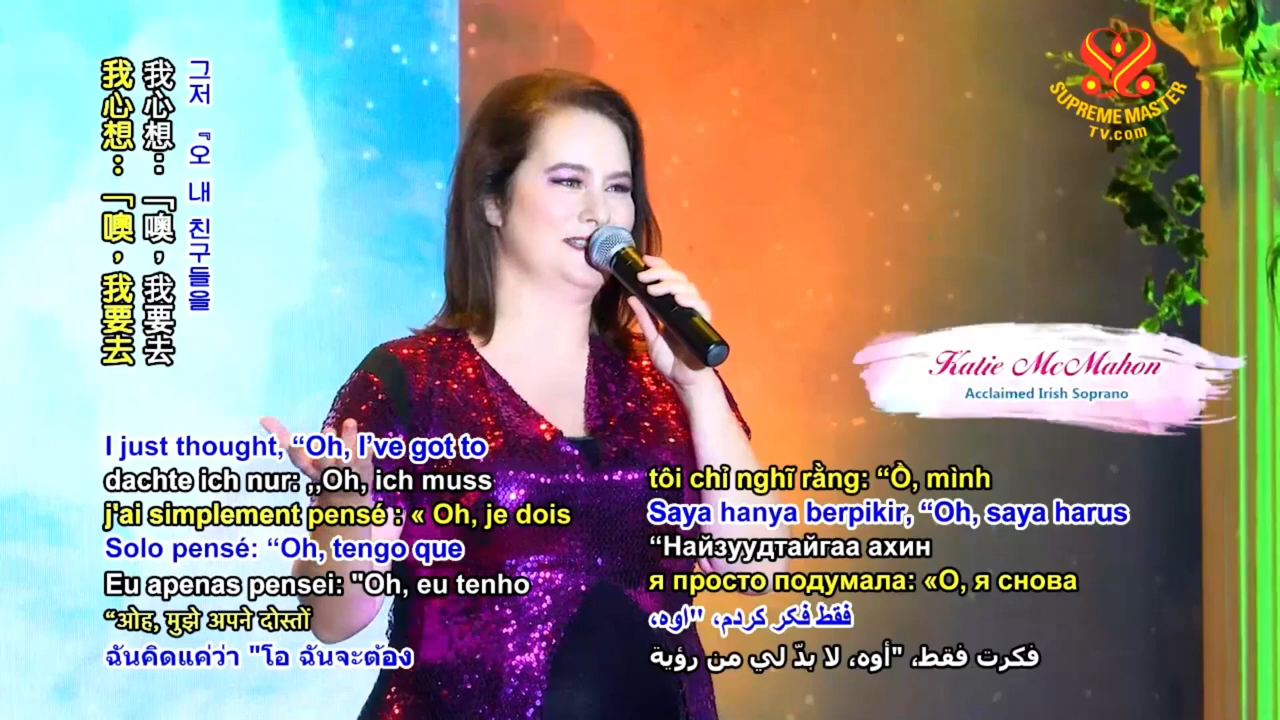 我心想：「噢，我要去
我心想：「噢，我要去
그저 『오 내 친구들을
SUPREME MASTER
TV.com
Katie McMahon
Acclaimed Irish Soprano
I just thought, “Oh, I’ve got to
dachte ich nur: ,,Oh, ich muss
j'ai simplement pensé : « Oh, je dois
Solo pensé: “Oh, tengo que
Eu apenas pensei: "Oh, eu tenho
“ओह, मुझे अपने दोस्तों
ฉันคิดแค่ว่า "โอ ฉันจะต้อง
tôi chỉ nghĩ rằng: “Ồ, mình
Saya hanya berpikir, “Oh, saya harus
“Найзуудтайгаа ахин
я просто подумала: «О, я снова
فقط فکر کردم، "اوه،
فكرت فقط، "أوه، لا بدّ لي من رؤية